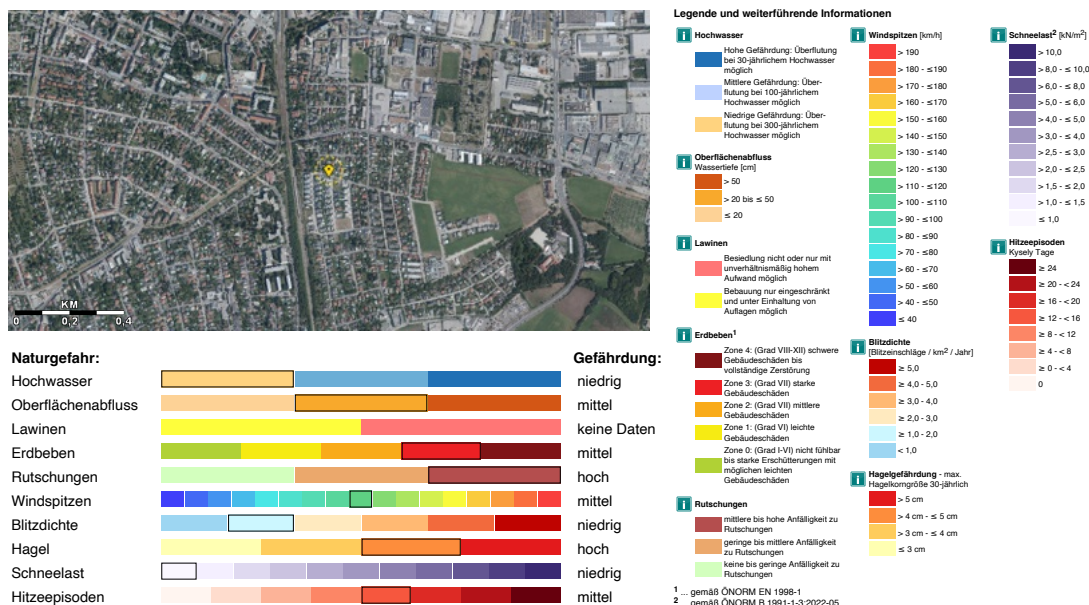 KM
0 0,2 0,4
Naturgefahr: Gefährdung:
Hochwasser niedrig
Oberflächenabfluss mittel
Lawinen keine Daten
Erdbeben mittel
Rutschungen hoch
Windspitzen mittel
Blitzdichte niedrig
Hagel hoch
Schneelast niedrig
Hitzeepisoden mittel
Legende und weiterführende Informationen
i Hochwasser
Hohe Gefährdung: Überflutung
bei 30-jährlichem Hochwasser
möglich
Mittlere Gefährdung: Über-
flutung bei 100-jährlichem
Hochwasser möglich
Niedrige Gefährdung: Über-
flutung bei 300-jährlichem
Hochwasser möglich
i Oberflächenabfluss
Wassertiefe [cm]
> 50
> 20 bis ≤ 50
≤ 20
i Lawinen
Besiedlung nicht oder nur mit
unverhältnismäßig hohem
Aufwand möglich
Bebauung nur eingeschränkt
und unter Einhaltung von
Auflagen möglich
i Erdbeben¹
Zone 4: (Grad VIII-XII) schwere
Gebäudeschäden bis
vollständige Zerstörung
Zone 3: (Grad VII) starke
Gebäudeschäden
Zone 2: (Grad VII) mittlere
Gebäudeschäden
Zone 1: (Grad VI) leichte
Gebäudeschäden
Zone 0: (Grad I-VI) nicht fühlbar
bis starke Erschütterungen mit
möglichen leichten
Gebäudeschäden
i Rutschungen
mittlere bis hohe Anfälligkeit zu
Rutschungen
geringe bis mittlere Anfälligkeit
zu Rutschungen
keine bis geringe Anfälligkeit zu
Rutschungen
¹ ... gemäß ÖNORM EN 1998-1
² ... gemäß ÖNORM B 1991-1-3:2022-05
i Windspitzen [km/h]
> 190
> 180 - ≤190
> 170 - ≤180
> 160 - ≤170
> 150 - ≤160
> 140 - ≤150
> 130 - ≤140
> 120 - ≤130
> 110 - ≤120
> 100 - ≤110
> 90 - ≤100
> 80 - ≤90
> 70 - ≤80
> 60 - ≤70
> 50 - ≤60
> 40 - ≤50
≤ 40
i Blitzdichte
[Blitzeinschläge / km² / Jahr]
≥ 5,0
≥ 4,0 - 5,0
≥ 3,0 - 4,0
≥ 2,0 - 3,0
≥ 1,0 - 2,0
< 1,0
i Hagelgefährdung - max.
Hagelkorngröße 30-jährlich
> 5 cm
> 4 cm - ≤ 5 cm
> 3 cm - ≤ 4 cm
≤ 3 cm
i Schneelast² [kN/m²]
> 10,0
> 8,0 - ≤ 10,0
> 6,0 - ≤ 8,0
> 5,0 - ≤ 6,0
> 4,0 - ≤ 5,0
> 3,0 - ≤ 4,0
> 2,5 - ≤ 3,0
> 2,0 - ≤ 2,5
> 1,5 - ≤ 2,0
> 1,0 - ≤ 1,5
≤ 1,0
i Hitzeepisoden
Kysely Tage
≥ 24
≥ 20 - < 24
≥ 16 - < 20
≥ 12 - < 16
≥ 8 - < 12
≥ 4 - < 8
≥ 0 - < 4
0